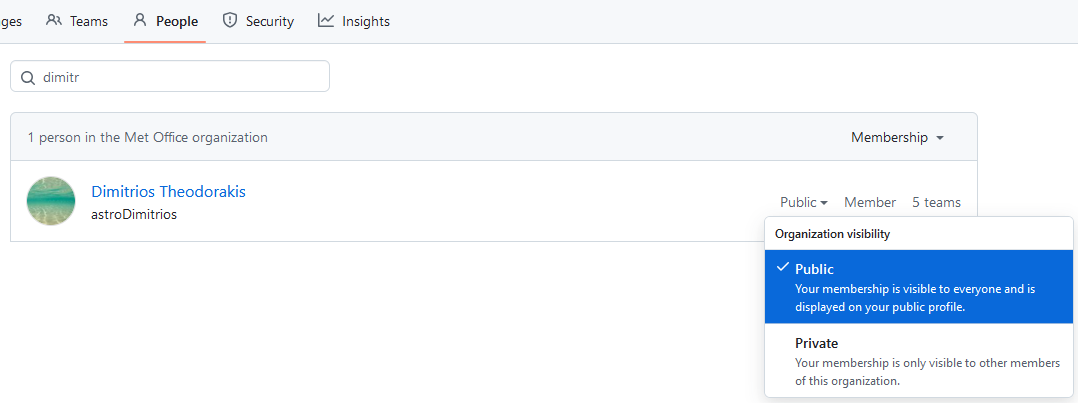 ges Teams People Security Insights
dimitr
1 person in the Met Office organization Membership
Dimitrios Theodorakis
astroDimitrios
Public Member 5 teams
Organization visibility
Public
Your membership is visible to everyone and is
displayed on your public profile.
Private
Your membership is only visible to other members
of this organization.